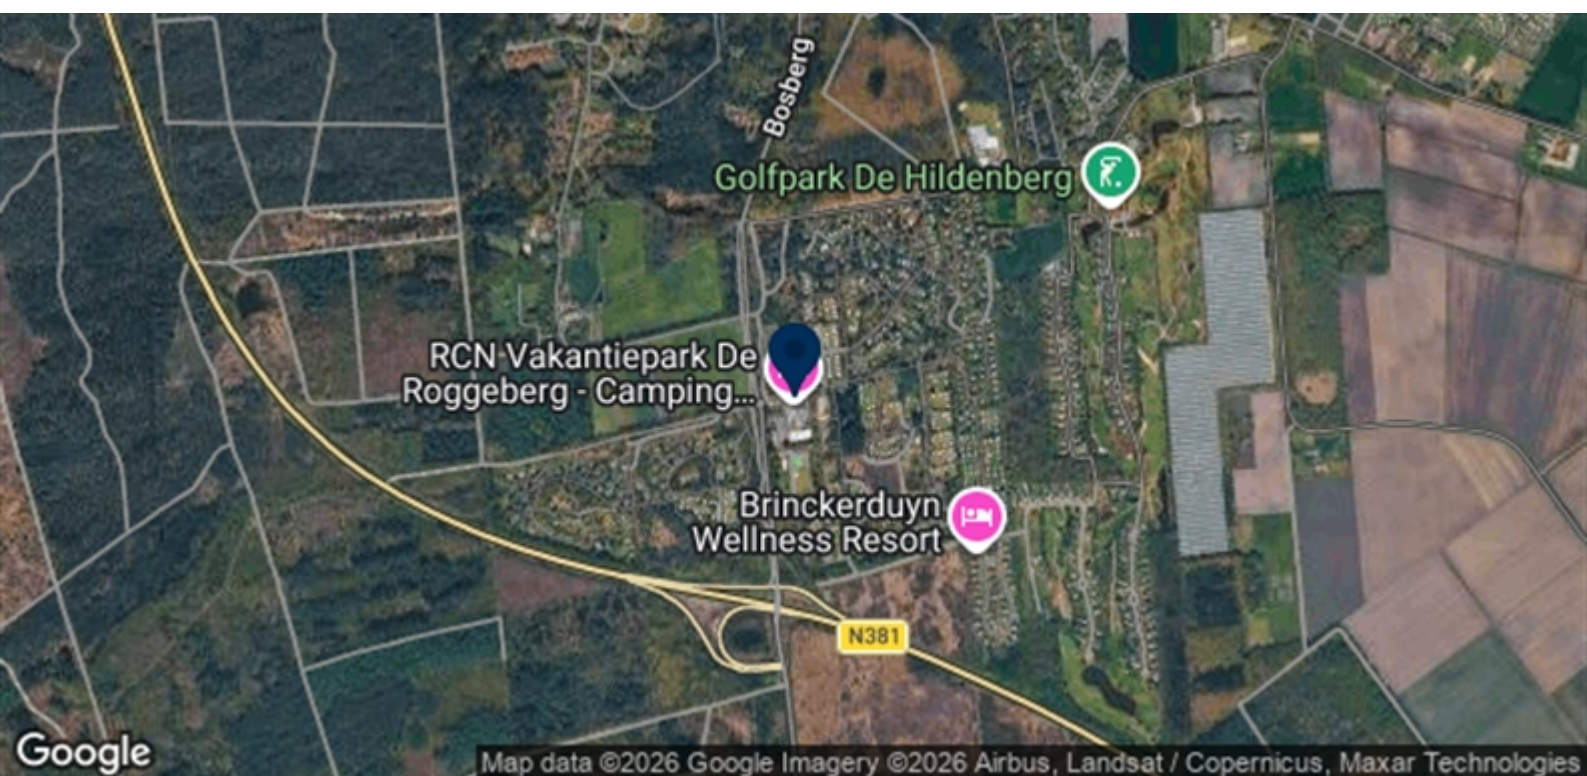 Bosberg
Golfpark De Hildenberg
RCN Vakantiepark De
Roggeberg - Camping...
Brinckerduyn
Wellness Resort
N381
Google
Map data ©2026 Google Imagery ©2026 Airbus, Landsat / Copernicus, Maxar Technologies